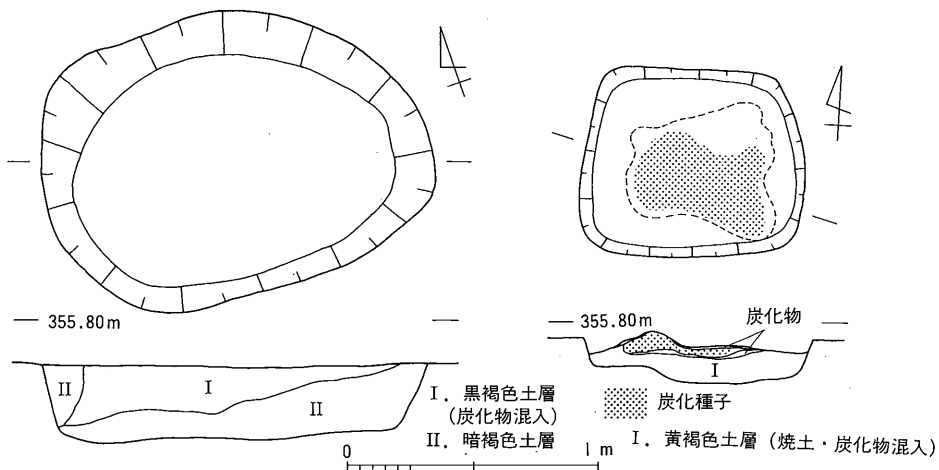 355.80m
Ⅱ
Ⅰ
Ⅱ
Ⅰ. 黒褐色土層
(炭化物混入)
Ⅱ. 暗褐色土層
355.80m
炭化物
Ⅰ
炭化種子
Ⅰ. 黄褐色土層 (焼土・炭化物混入)
0 1m